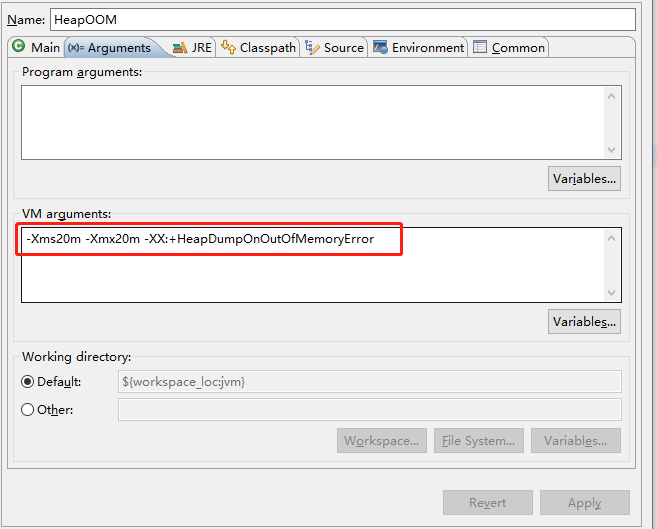 Name: HeapOOM
Main (x)= Arguments JRE Classpath Source Environment Common
Program arguments:
Variables...
VM arguments:
-Xms20m -Xmx20m -XX:+HeapDumpOnOutOfMemoryError
Variables...
Working directory:
Default: ${workspace_loc:jvm}
Other:
Workspace... File System... Variables...
Revert Apply